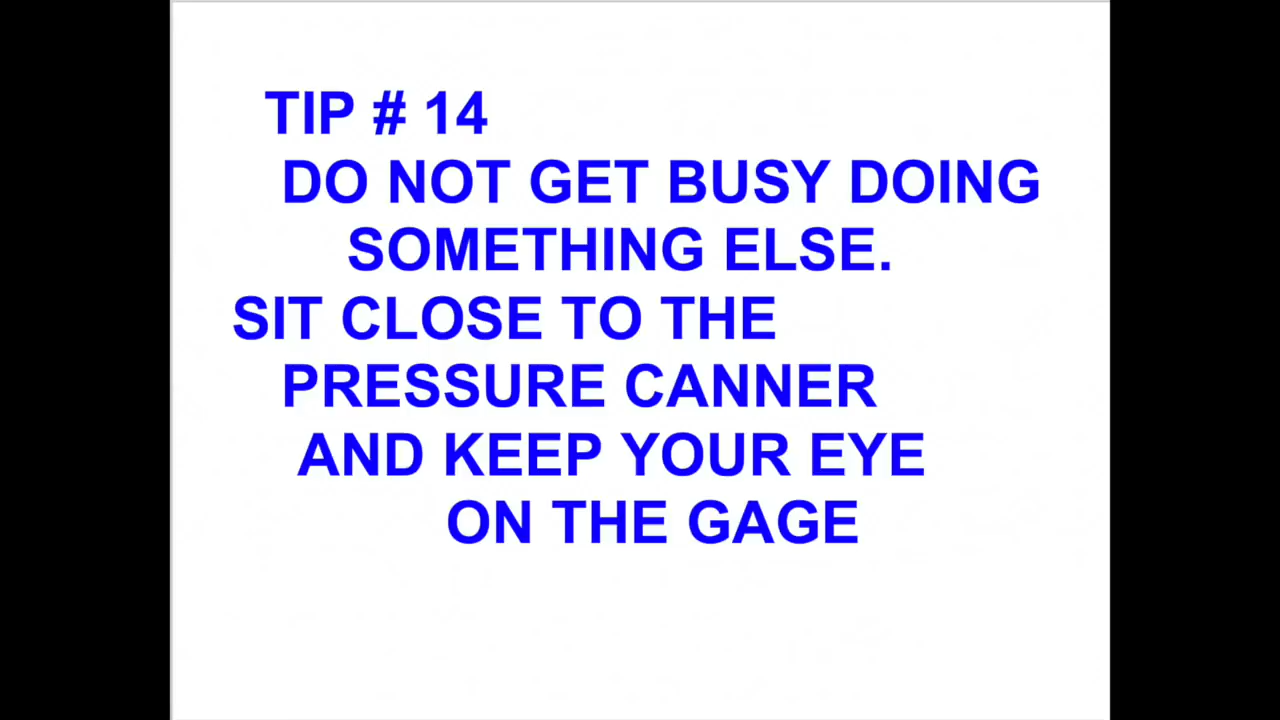 TIP # 14
DO NOT GET BUSY DOING
SOMETHING ELSE.
SIT CLOSE TO THE
PRESSURE CANNER
AND KEEP YOUR EYE
ON THE GAGE